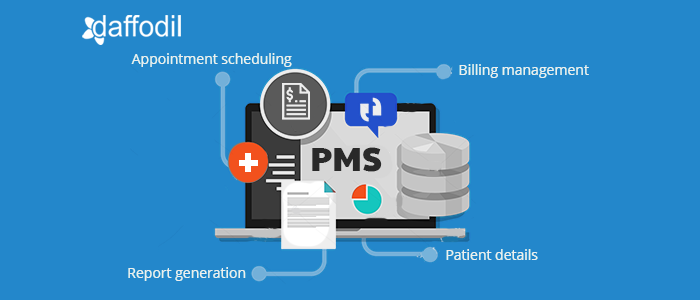 daffodil
Appointment scheduling
Billing management
$
PMS
Patient details
Report generation